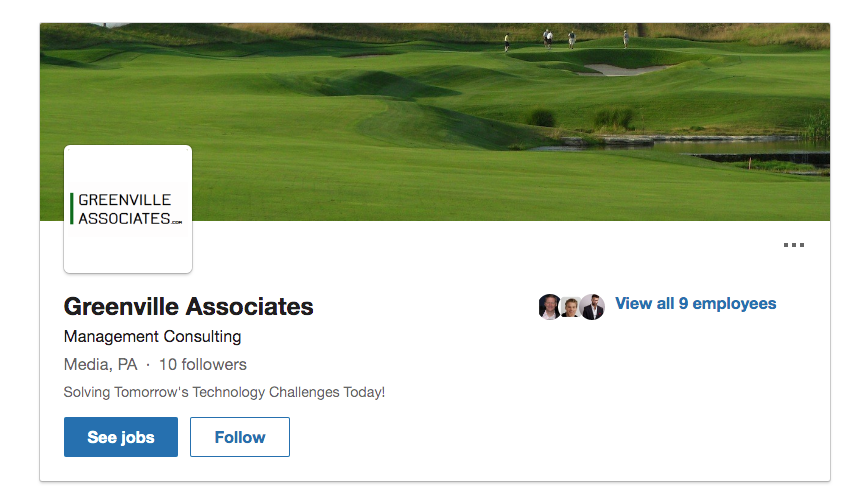 GREENVILLE
ASSOCIATES.COM
Greenville Associates
View all 9 employees
Management Consulting
Media, PA · 10 followers
Solving Tomorrow's Technology Challenges Today!
See jobs
Follow